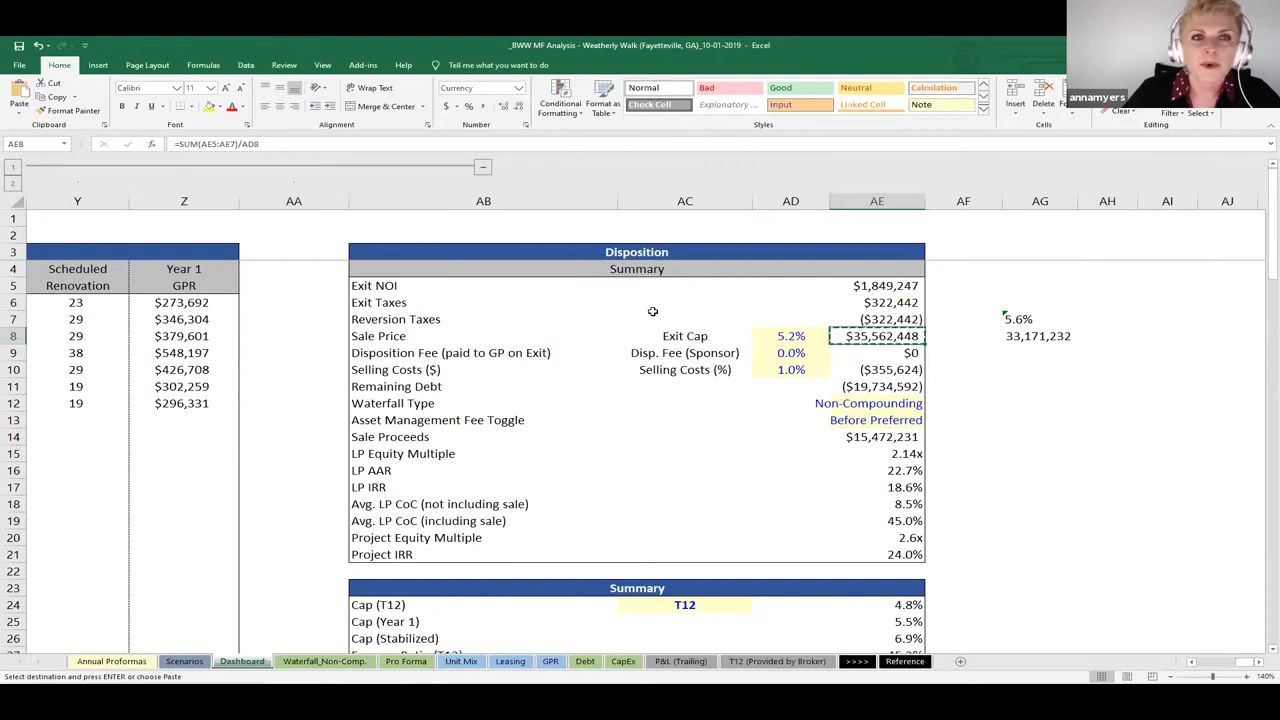 _BWW MF Analysis - Weatherly Walk (Fayetteville, GA)_10-01-2019 - Excel
File Home Insert Page Layout Formulas Data Review View Add-ins Help Tell me what you want to do
annamyers
Paste Cut Copy Format Painter Clipboard
Calibri 11 B I U Font
Wrap Text Merge & Center Alignment
Currency $ % Number
Conditional Formatting Format as Table
Normal Bad Good Neutral Calculation
Check Cell Explanatory ... Input Linked Cell Note
Styles
Insert Delete Cells
Clear Filter Select Editing
AE8 fx =SUM(AE5:AE7)/AD8
1
2
Y Z AA AB AC AD AE AF AG AH AI AJ
1
2
3 Disposition
4 Scheduled Year 1 Summary
5 Renovation GPR Exit NOI $1,849,247
6 23 $273,692 Exit Taxes $322,442
7 29 $346,304 Reversion Taxes ($322,442) 5.6%
8 29 $379,601 Sale Price Exit Cap 5.2% $35,562,448 33,171,232
9 38 $548,197 Disposition Fee (paid to GP on Exit) Disp. Fee (Sponsor) 0.0% $0
10 29 $426,708 Selling Costs ($) Selling Costs (%) 1.0% ($355,624)
11 19 $302,259 Remaining Debt ($19,734,592)
12 19 $296,331 Waterfall Type Non-Compounding
13 Asset Management Fee Toggle Before Preferred
14 Sale Proceeds $15,472,231
15 LP Equity Multiple 2.14x
16 LP AAR 22.7%
17 LP IRR 18.6%
18 Avg. LP CoC (not including sale) 8.5%
19 Avg. LP CoC (including sale) 45.0%
20 Project Equity Multiple 2.6x
21 Project IRR 24.0%
22
23 Summary
24 Cap (T12) T12 4.8%
25 Cap (Year 1) 5.5%
26 Cap (Stabilized) 6.9%
Annual Proformas Scenarios Dashboard Waterfall_Non-Comp. Pro Forma Unit Mix Leasing GPR Debt CapEx P&L (Trailing) T12 (Provided by Broker) >>>> Reference
Select destination and press ENTER or choose Paste 140%